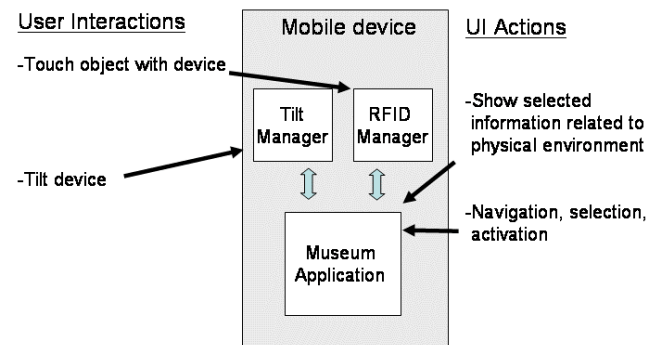 User Interactions
-Touch object with device
-Tilt device
Mobile device
Tilt
Manager
RFID
Manager
Museum
Application
UI Actions
-Show selected
information related to
physical environment
-Navigation, selection,
activation